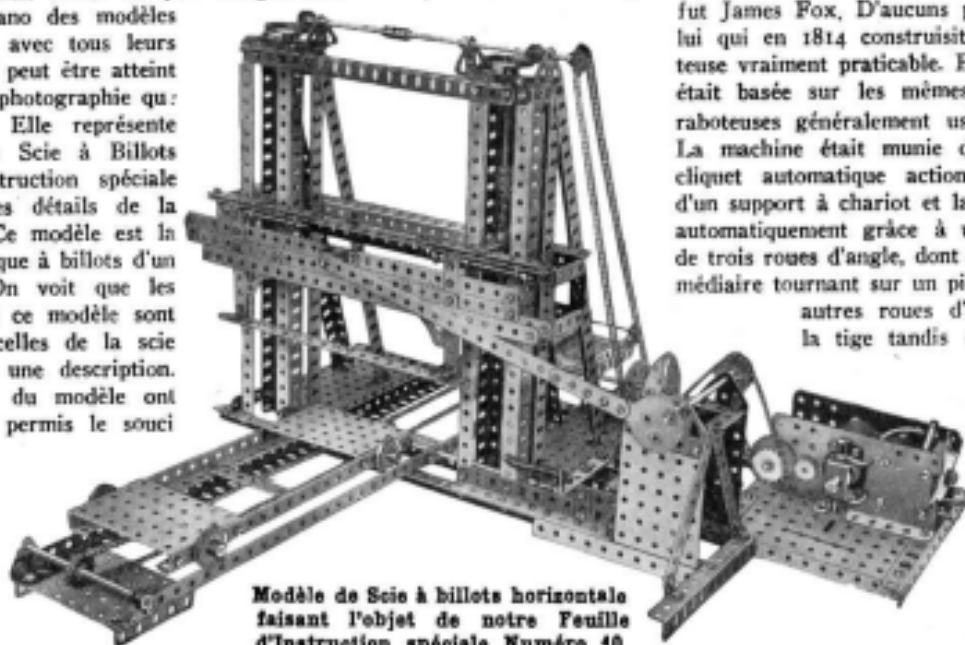 ano des modèles
avec tous leurs
peut être atteint
photographie qu
Elle représente
Scie à Billots
truction spéciale
es détails de la
Ce modèle est la
que à billots d'un
On voit que les
ce modèle sont
celles de la scie
une description.
du modèle ont
permis le souci
fut James Fox, D'aucuns p
lui qui en 1814 construisit
teuse vraiment praticable.
était basée sur les mêmes
raboteuses généralement us
La machine était munie
cliquet automatique action
d'un support à chariot et la
automatiquement grâce à u
de trois roues d'angle, dont
médiaire tournant sur un pi
autres roues d'
la tige tandis
Modèle de Scie à billots horizontale
faisant l'objet de notre Feuille
d'Instruction spéciale Numéro 40.